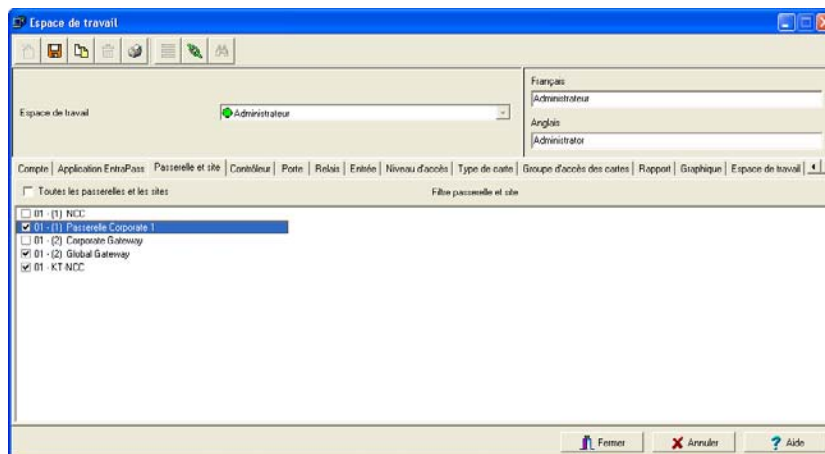 Espace de travail
Espace de travail
Administrateur
Français
Administrateur
Anglais
Administrator
Compte Application EntraPass Passerelle et site Contrôleur Porte Relais Entrée Niveau d'accès Type de carte Groupe d'accès des cartes Rapport Graphique Espace de travail
Toutes les passerelles et les sites
Filtre passerelle et site
01 - (1) NCC
01 - (1) Passerelle Corporate 1
01 - (2) Corporate Gateway
01 - (2) Global Gateway
01 - KT-NCC
Fermer Annuler Aide